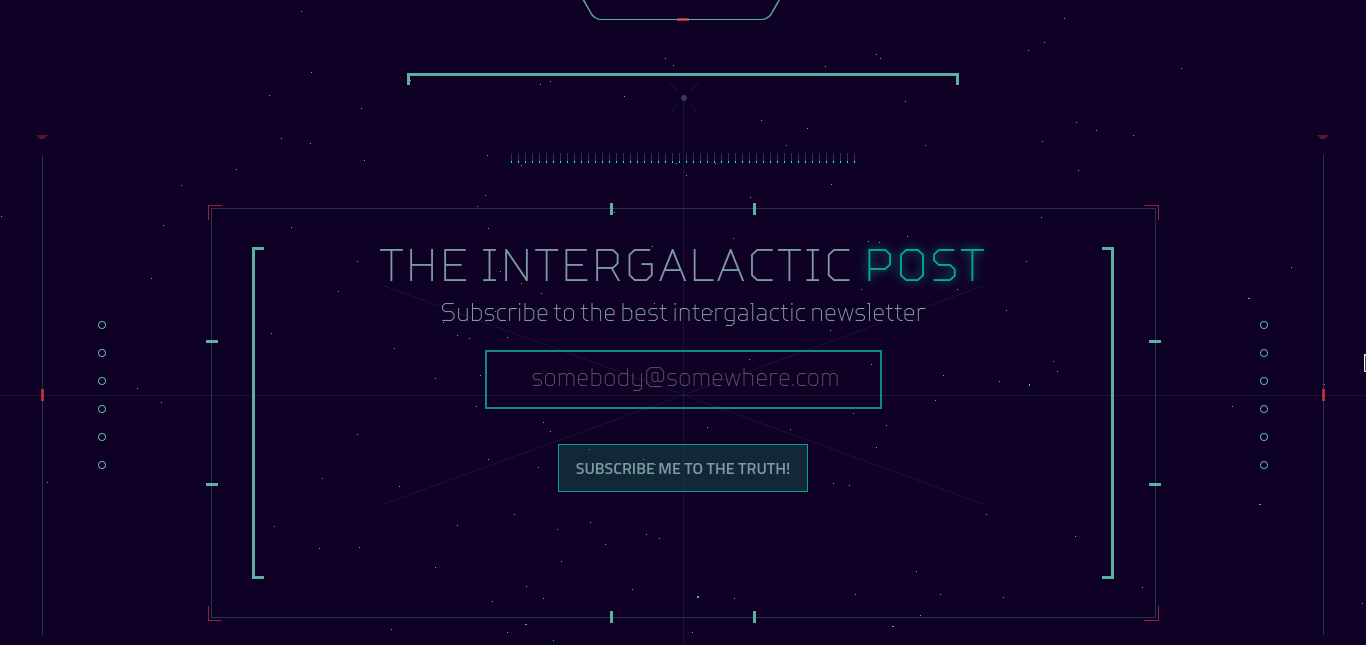 THE INTERGALACTIC POST
Subscribe to the best intergalactic newsletter
somebody@somewhere.com
SUBSCRIBE ME TO THE TRUTH!